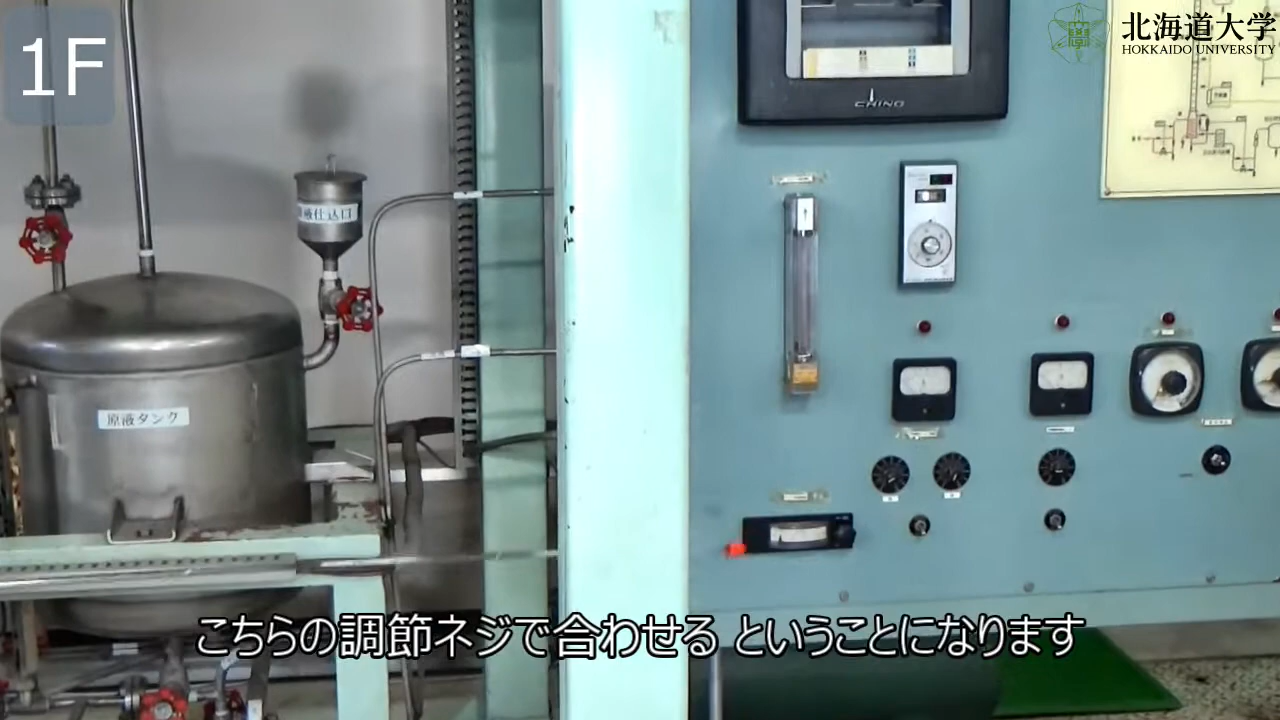 1F
北海道大学
HOKKAIDO UNIVERSITY
CHINO
原液仕込口
原液タンク
こちらの調節ネジで合わせる ということになります